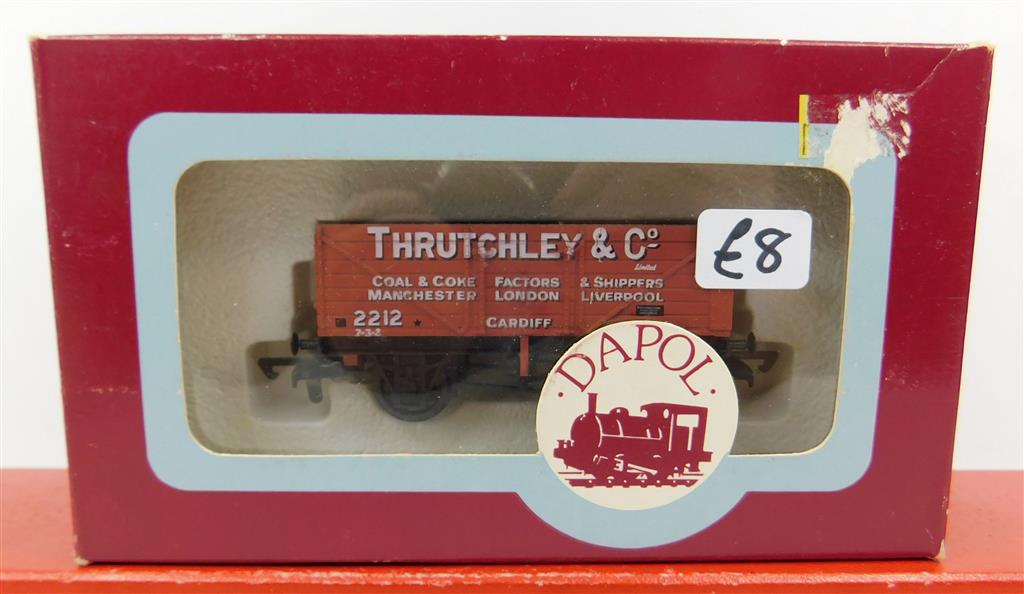 THRUTCHLEY & Cº
Limited
COAL & COKE FACTORS & SHIPPERS
MANCHESTER LONDON LIVERPOOL
2212 CARDIFF
7-3-2
£8
DAPOL